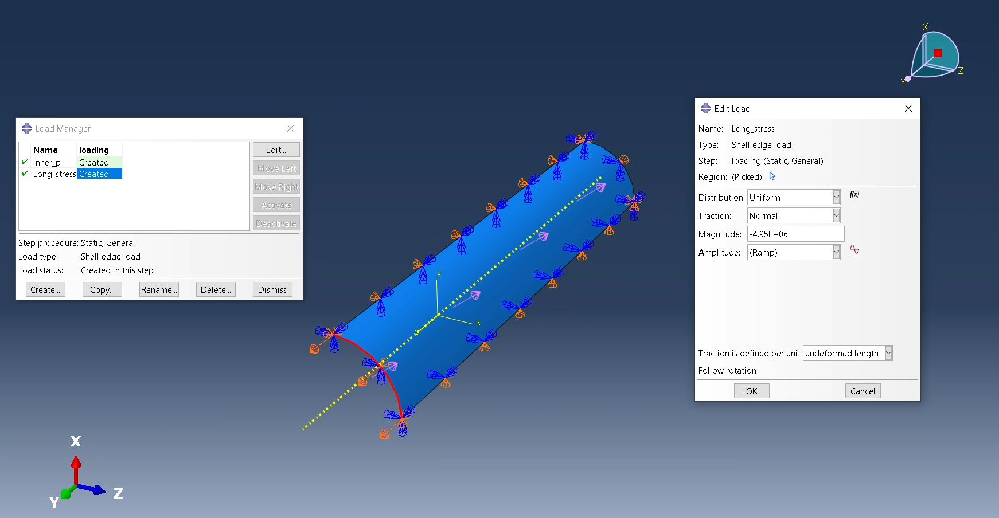 X
Z
Y
Load Manager
Name loading
Inner_p Created
Long_stress Created
Edit...
Move Left
Move Right
Activate
Deactivate
Step procedure: Static, General
Load type: Shell edge load
Load status: Created in this step
Create... Copy... Rename... Delete... Dismiss
Edit Load
Name: Long_stress
Type: Shell edge load
Step: loading (Static, General)
Region: (Picked)
Distribution: Uniform f(x)
Traction: Normal
Magnitude: -4.95E+06
Amplitude: (Ramp)
Traction is defined per unit undeformed length
Follow rotation
OK Cancel
X
Z
Y
X
Z
Y